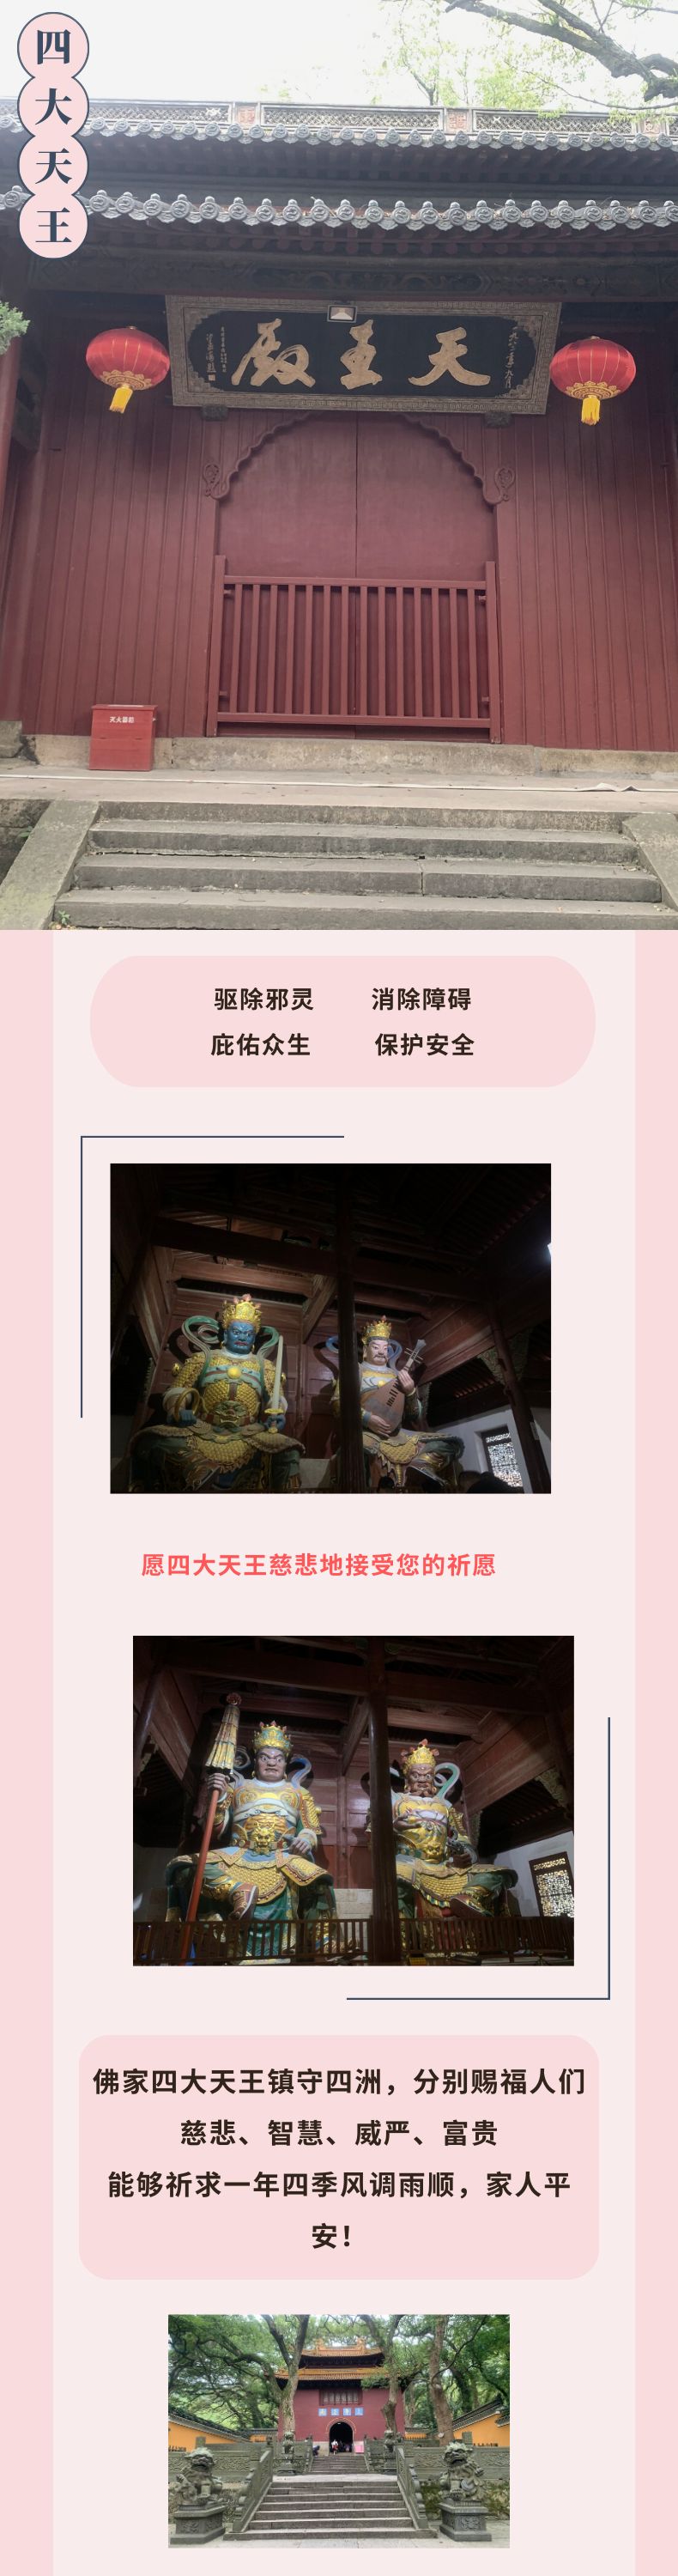 四大天王
天王殿
灭火器箱
驱除邪灵 消除障碍
庇佑众生 保护安全
愿四大天王慈悲地接受您的祈愿
佛家四大天王镇守四洲，分别赐福人们
慈悲、智慧、威严、富贵
能够祈求一年四季风调雨顺，家人平
安！